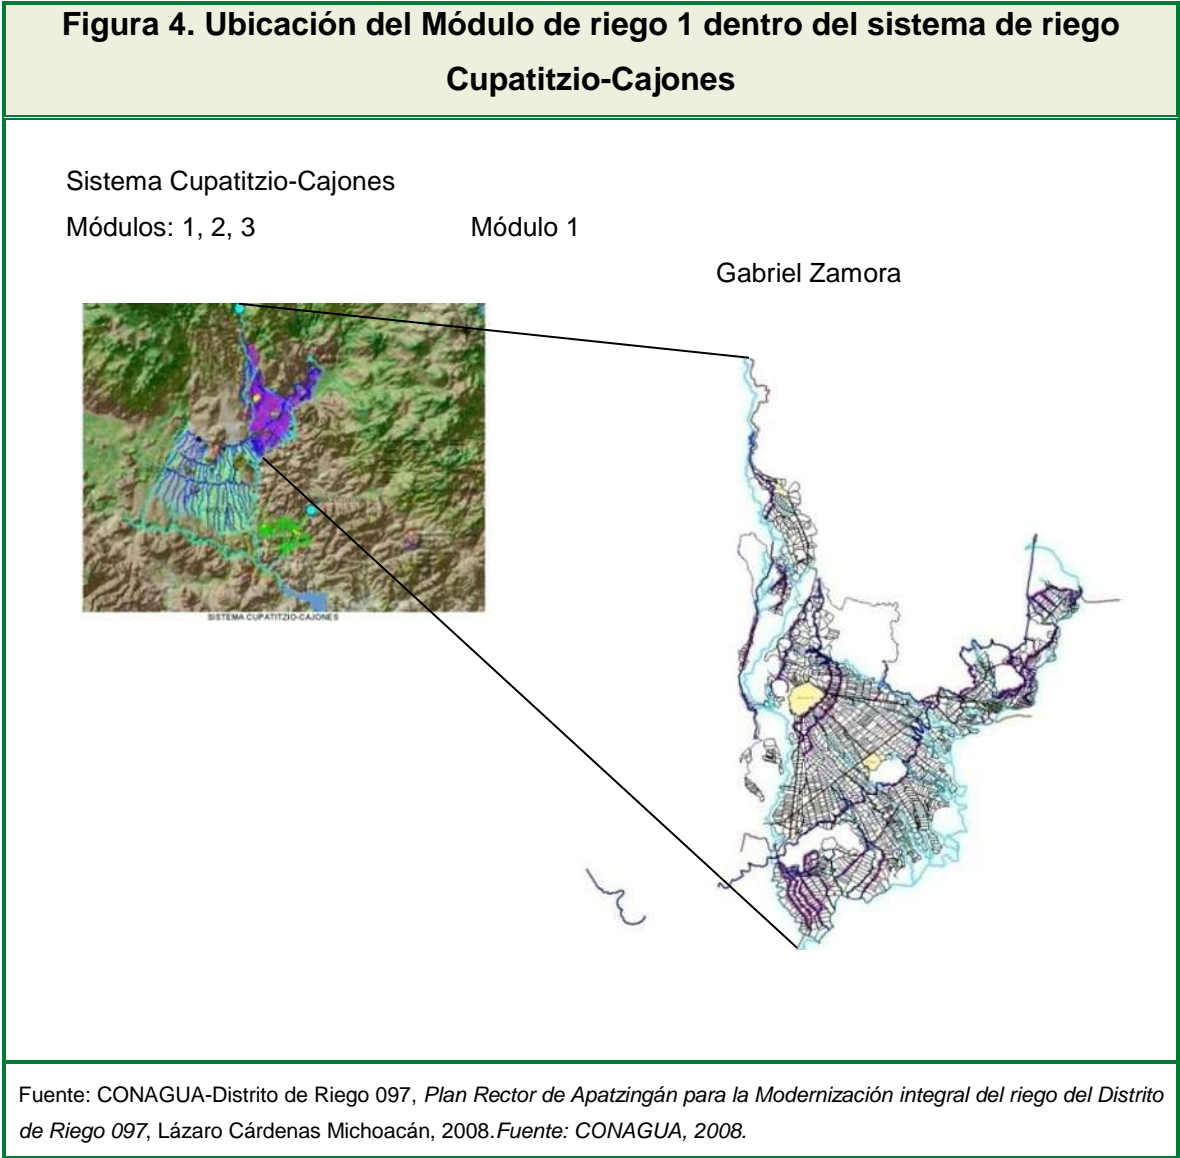 Figura 4. Ubicación del Módulo de riego 1 dentro del sistema de riego
Cupatitzio-Cajones
Sistema Cupatitzio-Cajones
Módulos: 1, 2, 3
Módulo 1
Gabriel Zamora
SISTEMA CUPATITZIO-CAJONES
Fuente: CONAGUA-Distrito de Riego 097, Plan Rector de Apatzingán para la Modernización integral del riego del Distrito
de Riego 097, Lázaro Cárdenas Michoacán, 2008.Fuente: CONAGUA, 2008.